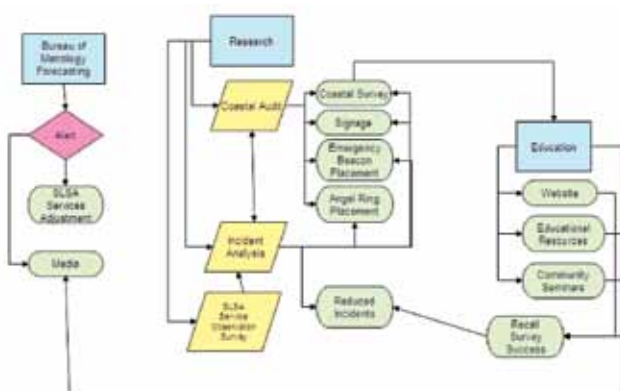 Bureau of
Metrology
Forecasting
Alert
SLSA
Services
Adjustment
Media
Research
Coastal Audit
Incident
Analysis
SLSA
Service
Observation
Survey
Coastal Survey
Signage
Emergency
Beacon
Placement
Angel Ring
Placement
Reduced
Incidents
Education
Website
Educational
Resources
Community
Seminars
Recall
Survey
Success